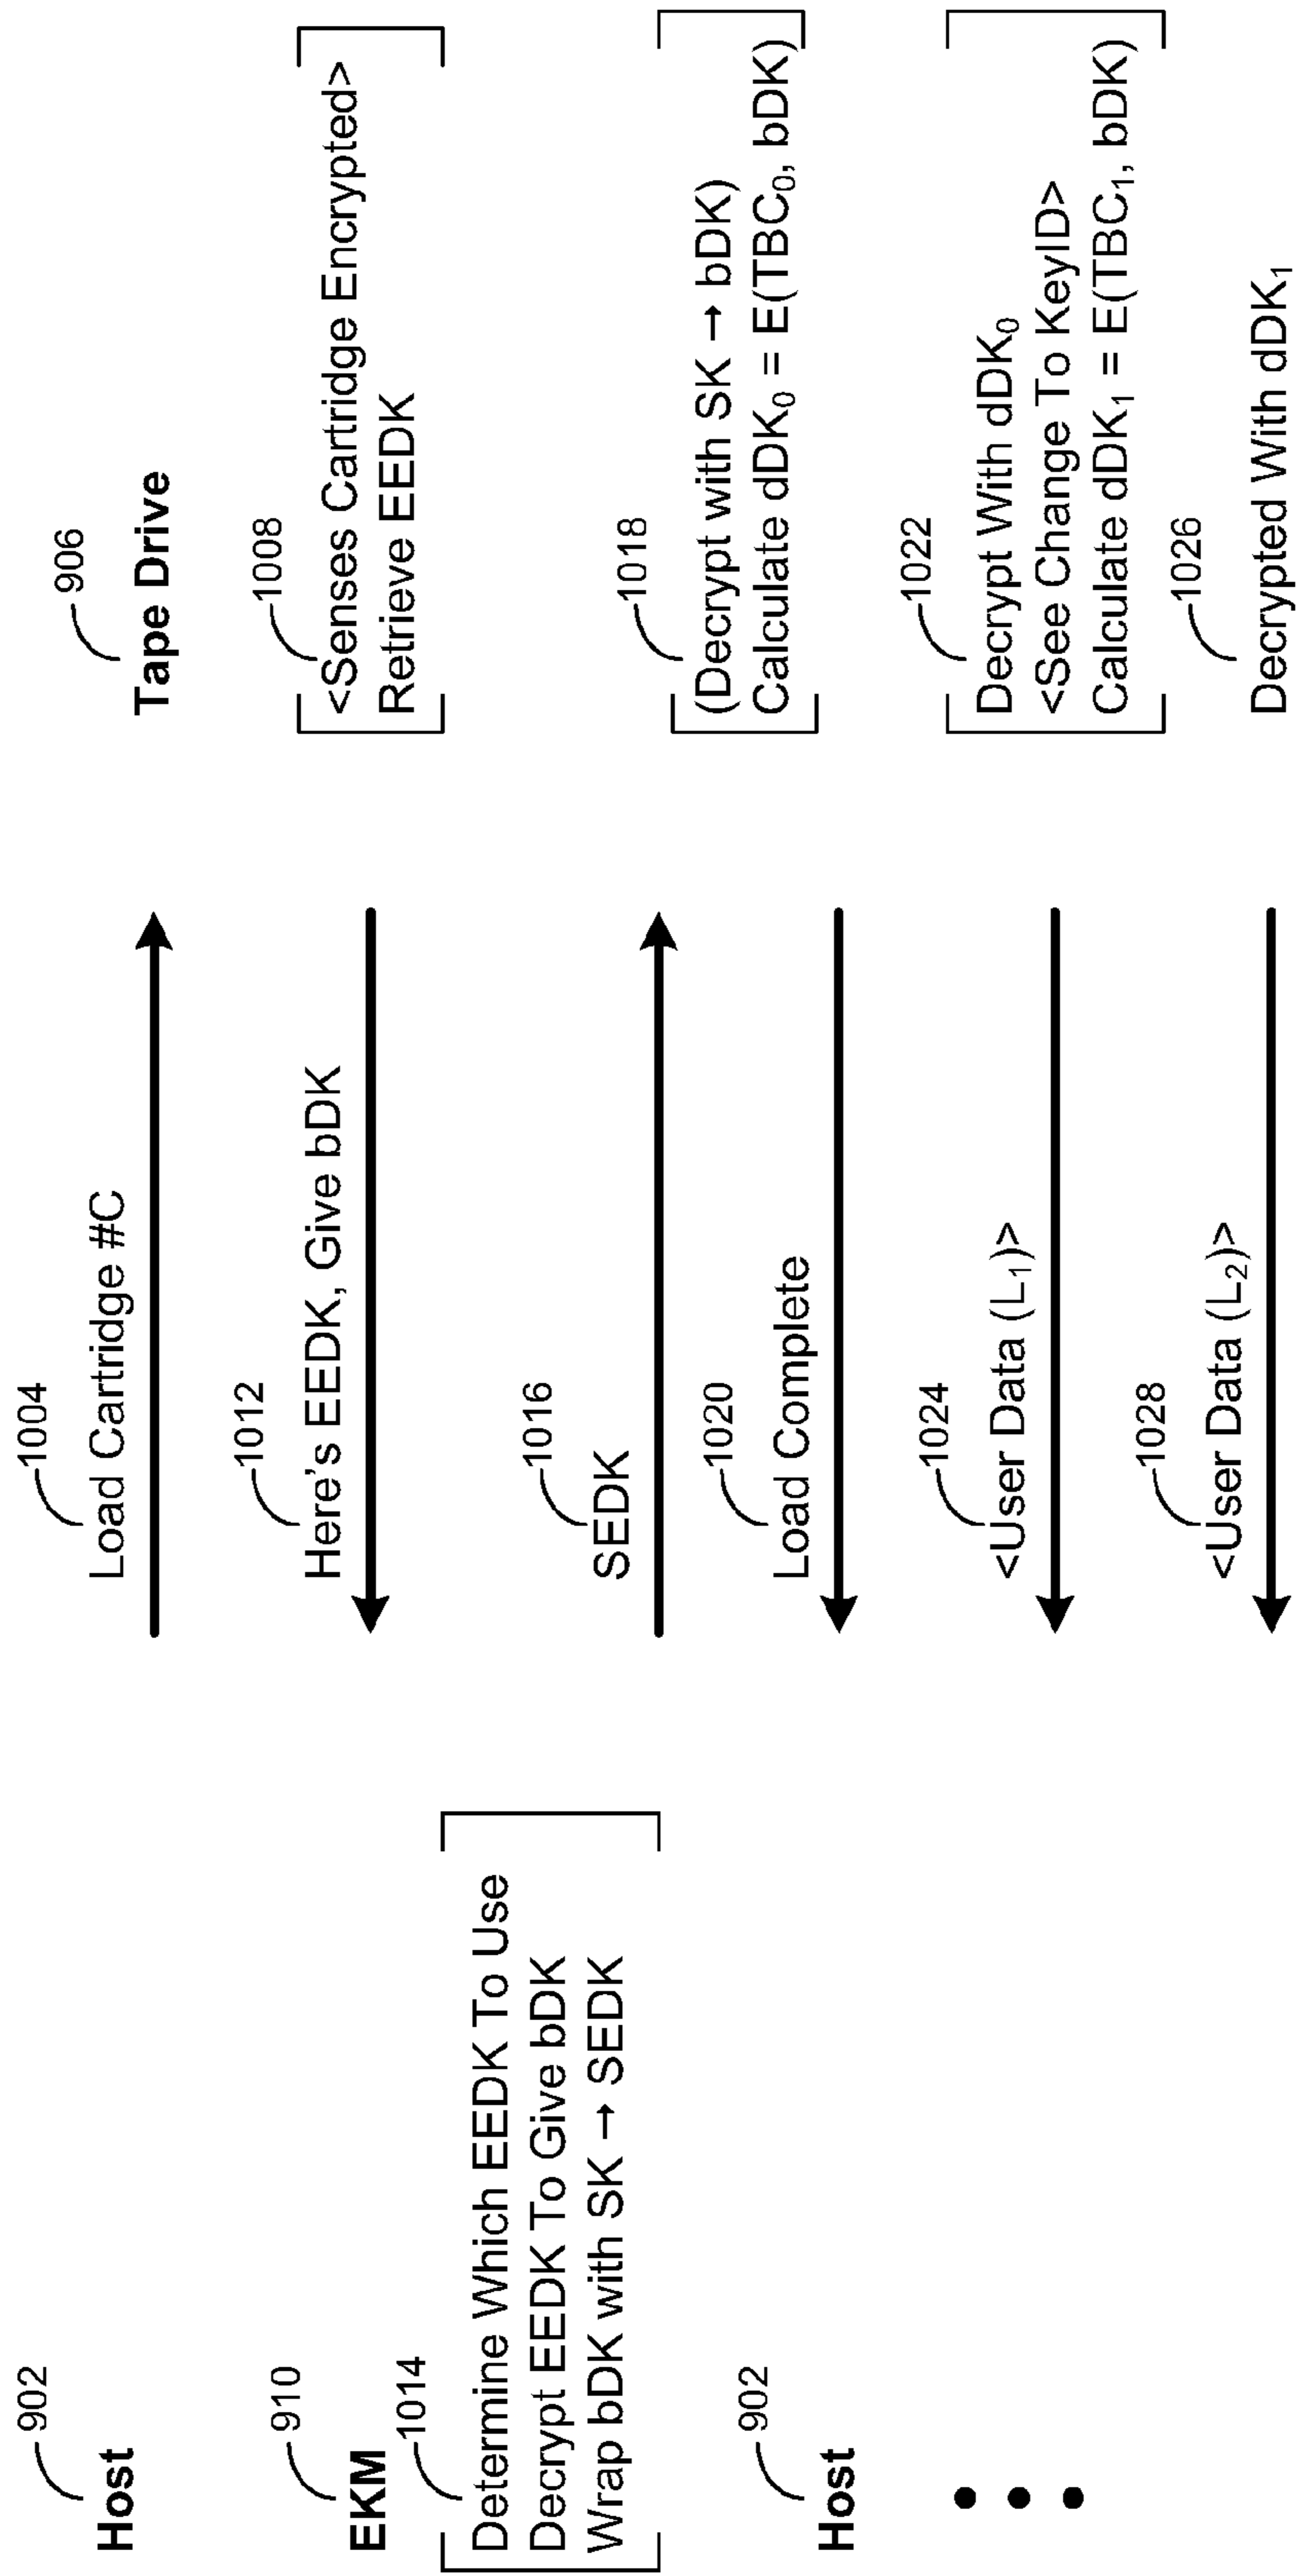 902
Host
1004
Load Cartridge #C
906
Tape Drive
910
EKM
1012
Here's EEDK, Give bDK
1008
<Senses Cartridge Encrypted>
Retrieve EEDK
1014
Determine Which EEDK To Use
Decrypt EEDK To Give bDK
Wrap bDK with SK → SEDK
1016
SEDK
1018
(Decrypt with SK → bDK)
Calculate dDK₀ = E(TBC₀, bDK)
902
Host
1020
Load Complete
1024
<User Data (L₁)>
1022
Decrypt With dDK₀
<See Change To KeyID>
Calculate dDK₁ = E(TBC₁, bDK)
1028
<User Data (L₂)>
1026
Decrypted With dDK₁